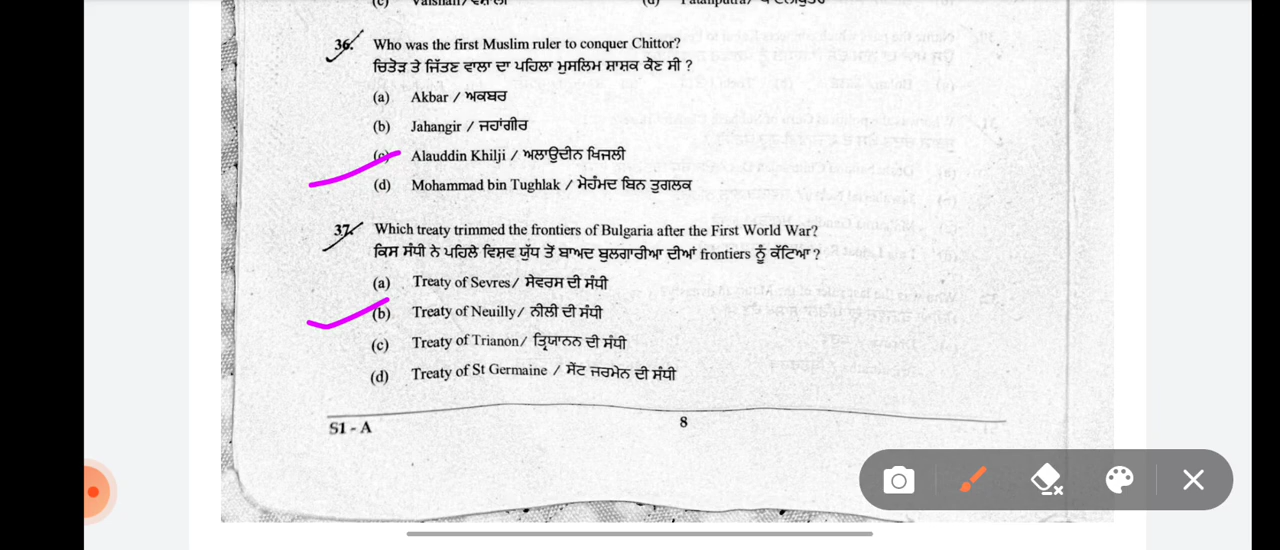 (c) Vaishali/ ਵੈਸ਼ਾਲੀ
36. Who was the first Muslim ruler to conquer Chittor?
ਚਿਤੋੜ ਤੇ ਜਿੱਤਣ ਵਾਲਾ ਦਾ ਪਹਿਲਾ ਮੁਸਲਿਮ ਸ਼ਾਸ਼ਕ ਕੌਣ ਸੀ ?
(a) Akbar / ਅਕਬਰ
(b) Jahangir / ਜਹਾਂਗੀਰ
(c) Alauddin Khilji / ਅਲਾਉਦੀਨ ਖਿਜਲੀ
(d) Mohammad bin Tughlak / ਮੋਹੰਮਦ ਬਿਨ ਤੁਗਲਕ
37. Which treaty trimmed the frontiers of Bulgaria after the First World War?
ਕਿਸ ਸੰਧੀ ਨੇ ਪਹਿਲੇ ਵਿਸ਼ਵ ਯੁੱਧ ਤੋਂ ਬਾਅਦ ਬੁਲਗਾਰੀਆ ਦੀਆਂ frontiers ਨੂੰ ਕੱਟਿਆ ?
(a) Treaty of Sevres/ ਸੇਵਰਸ ਦੀ ਸੰਧੀ
(b) Treaty of Neuilly/ ਨੀਲੀ ਦੀ ਸੰਧੀ
(c) Treaty of Trianon/ ਤ੍ਰਿਯਾਨਨ ਦੀ ਸੰਧੀ
(d) Treaty of St Germaine / ਸੇਂਟ ਜਰਮੇਨ ਦੀ ਸੰਧੀ
S1 - A 8